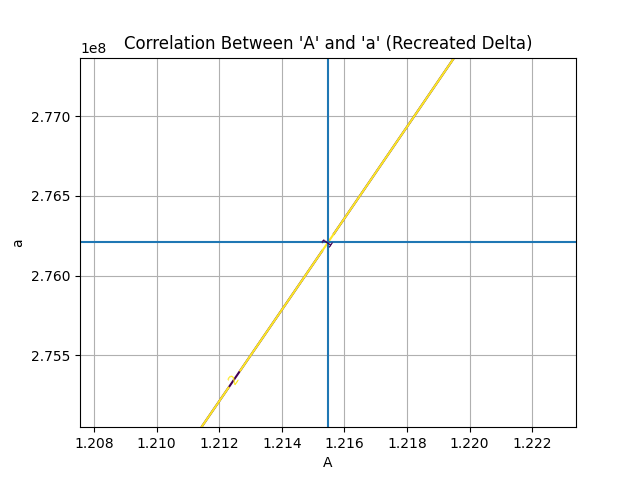 Correlation Between 'A' and 'a' (Recreated Delta)
1e8
2.770
2.765
2.760
2.755
a
1.208 1.210 1.212 1.214 1.216 1.218 1.220 1.222
A